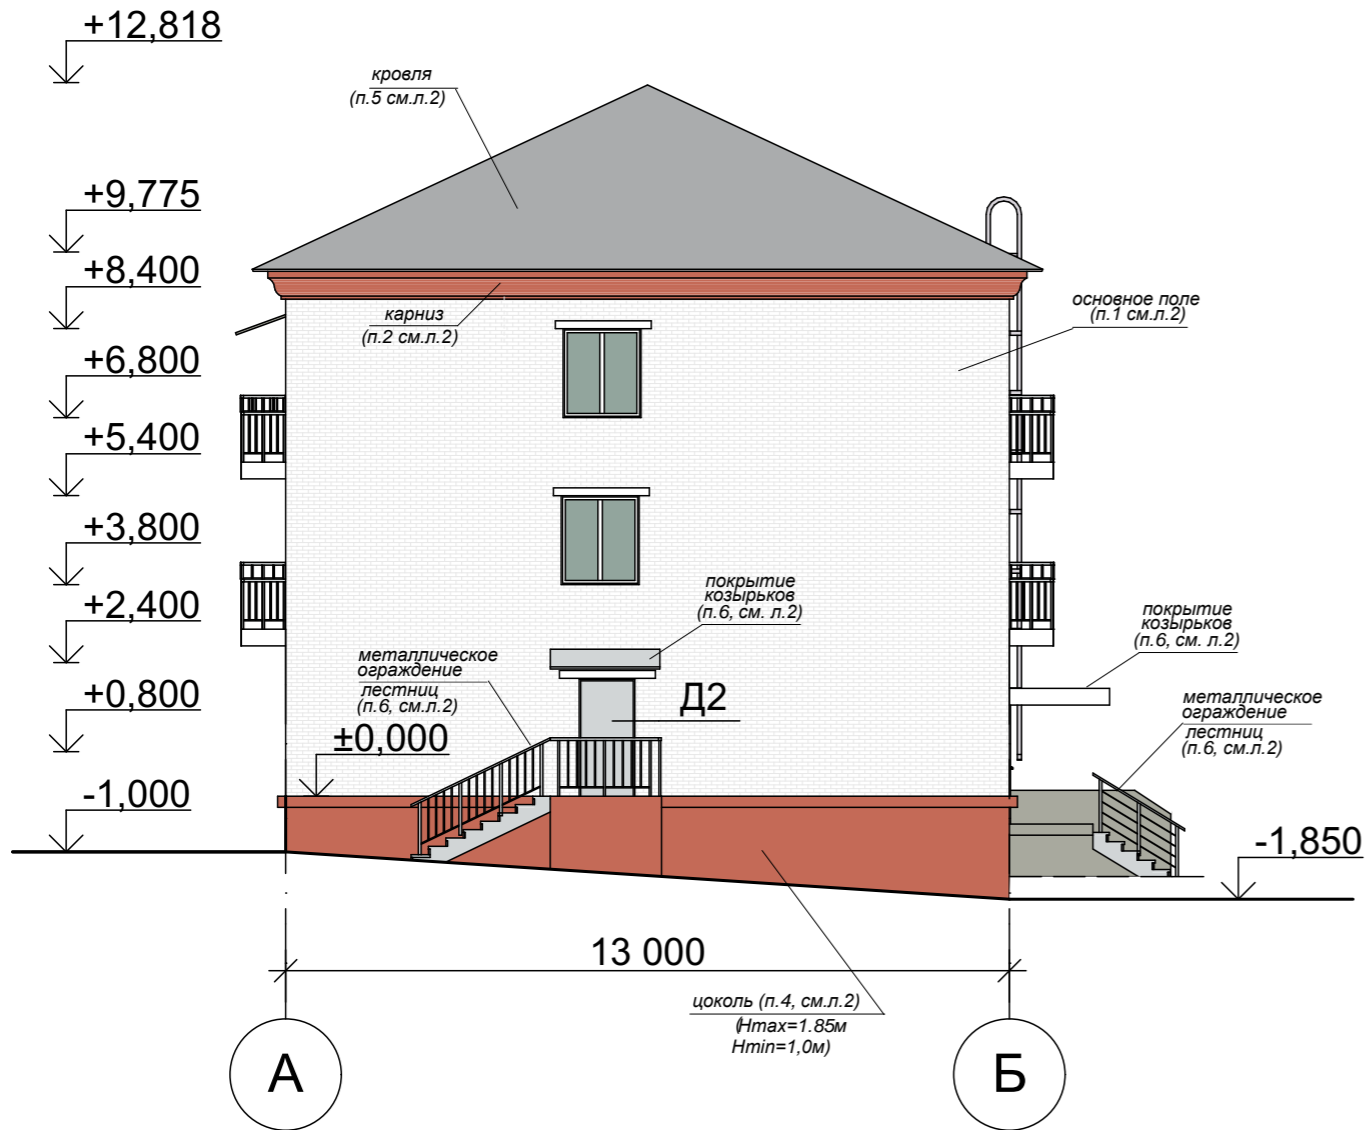 +12,818
кровля
(п.5 см.л.2)
+9,775
+8,400
карниз
(п.2 см.л.2)
основное поле
(п.1 см.л.2)
+6,800
+5,400
+3,800
+2,400
покрытие
козырьков
(п.6, см. л.2)
покрытие
козырьков
(п.6, см. л.2)
металлическое
ограждение
лестниц
(п.6, см.л.2)
+0,800
Д2
металлическое
ограждение
лестниц
(п.6, см.л.2)
±0,000
-1,000
-1,850
13 000
цоколь (п.4, см.л.2)
(Hmax=1.85м
Hmin=1,0м)
А
Б